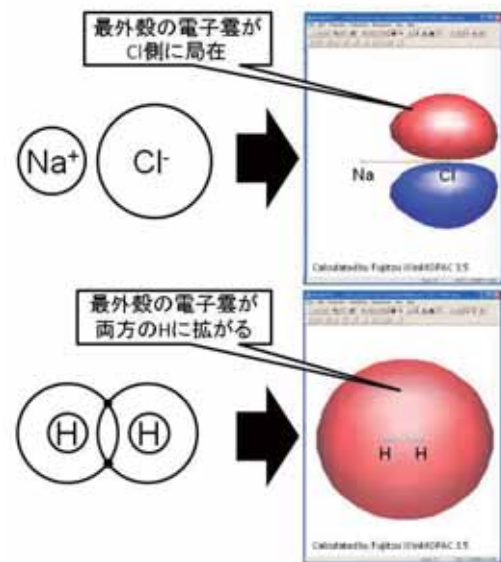 最外殻の電子雲が
Cl側に局在
Na⁺
Cl⁻
Na
Cl
Calculated by Fujitsu WinMOPAC 3.5
最外殻の電子雲が
両方のHに拡がる
H
H
H
H
Calculated by Fujitsu WinMOPAC 3.5